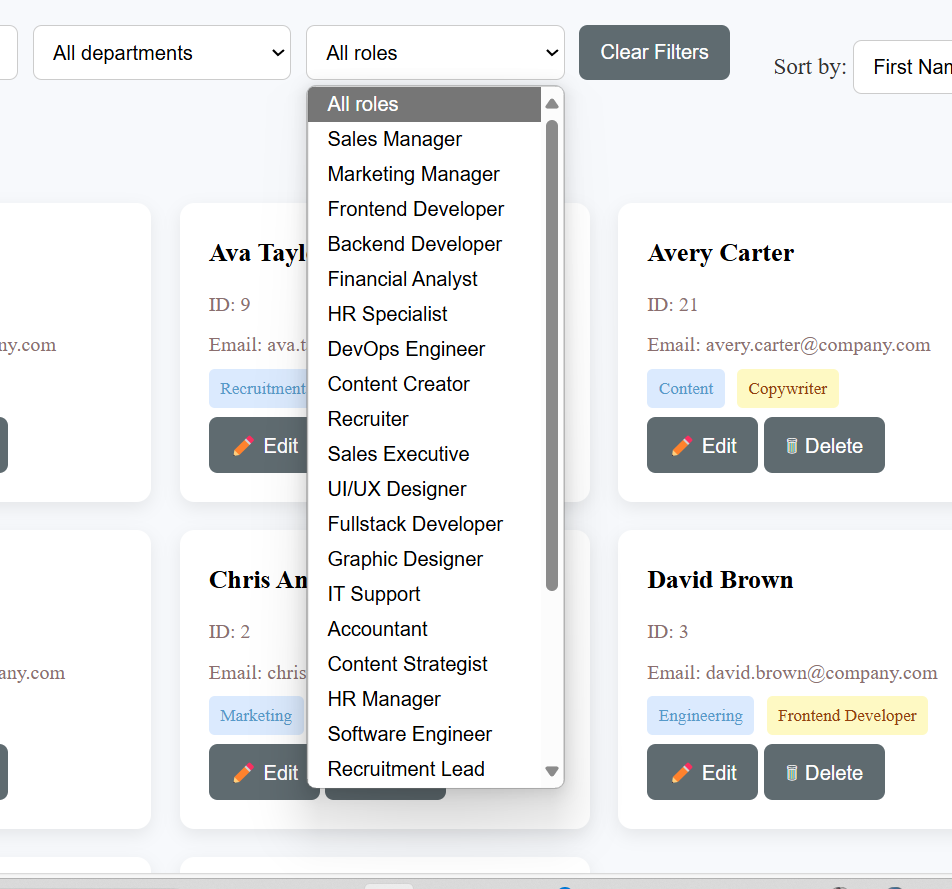 All departments
All roles
Clear Filters
Sort by:
First Nam
All roles
Sales Manager
Marketing Manager
Frontend Developer
Backend Developer
Financial Analyst
HR Specialist
DevOps Engineer
Content Creator
Recruiter
Sales Executive
UI/UX Designer
Fullstack Developer
Graphic Designer
IT Support
Accountant
Content Strategist
HR Manager
Software Engineer
Recruitment Lead
ny.com
Ava Tayl
ID: 9
Email: ava.t
Recruitment
Edit
Avery Carter
ID: 21
Email: avery.carter@company.com
Content Copywriter
Edit Delete
any.com
Chris An
ID: 2
Email: chris
Marketing
Edit
David Brown
ID: 3
Email: david.brown@company.com
Engineering Frontend Developer
Edit Delete